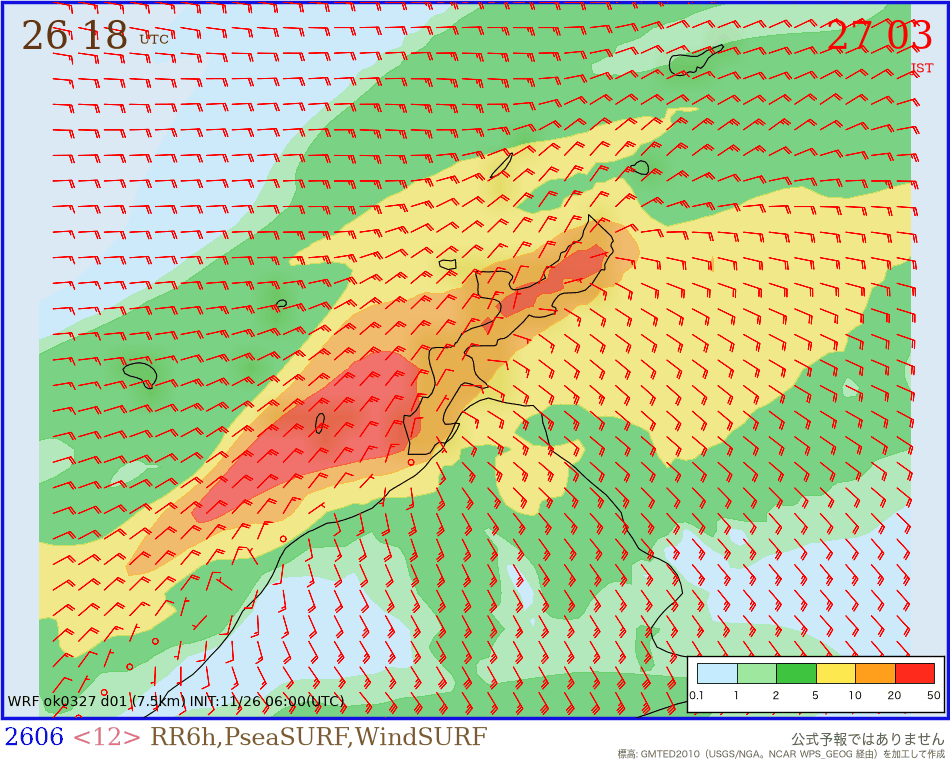 26 18 UTC
27 03
JST
WRF ok0327 d01 (7.5km) INIT:11/26 06:00(UTC)
0.1 1 2 5 10 20 50
2606 <12> RR6h,PseaSURF,WindSURF
公式予報ではありません
標高: GMTED2010（USGS/NGA。NCAR WPS_GEOG 経由）を加工して作成